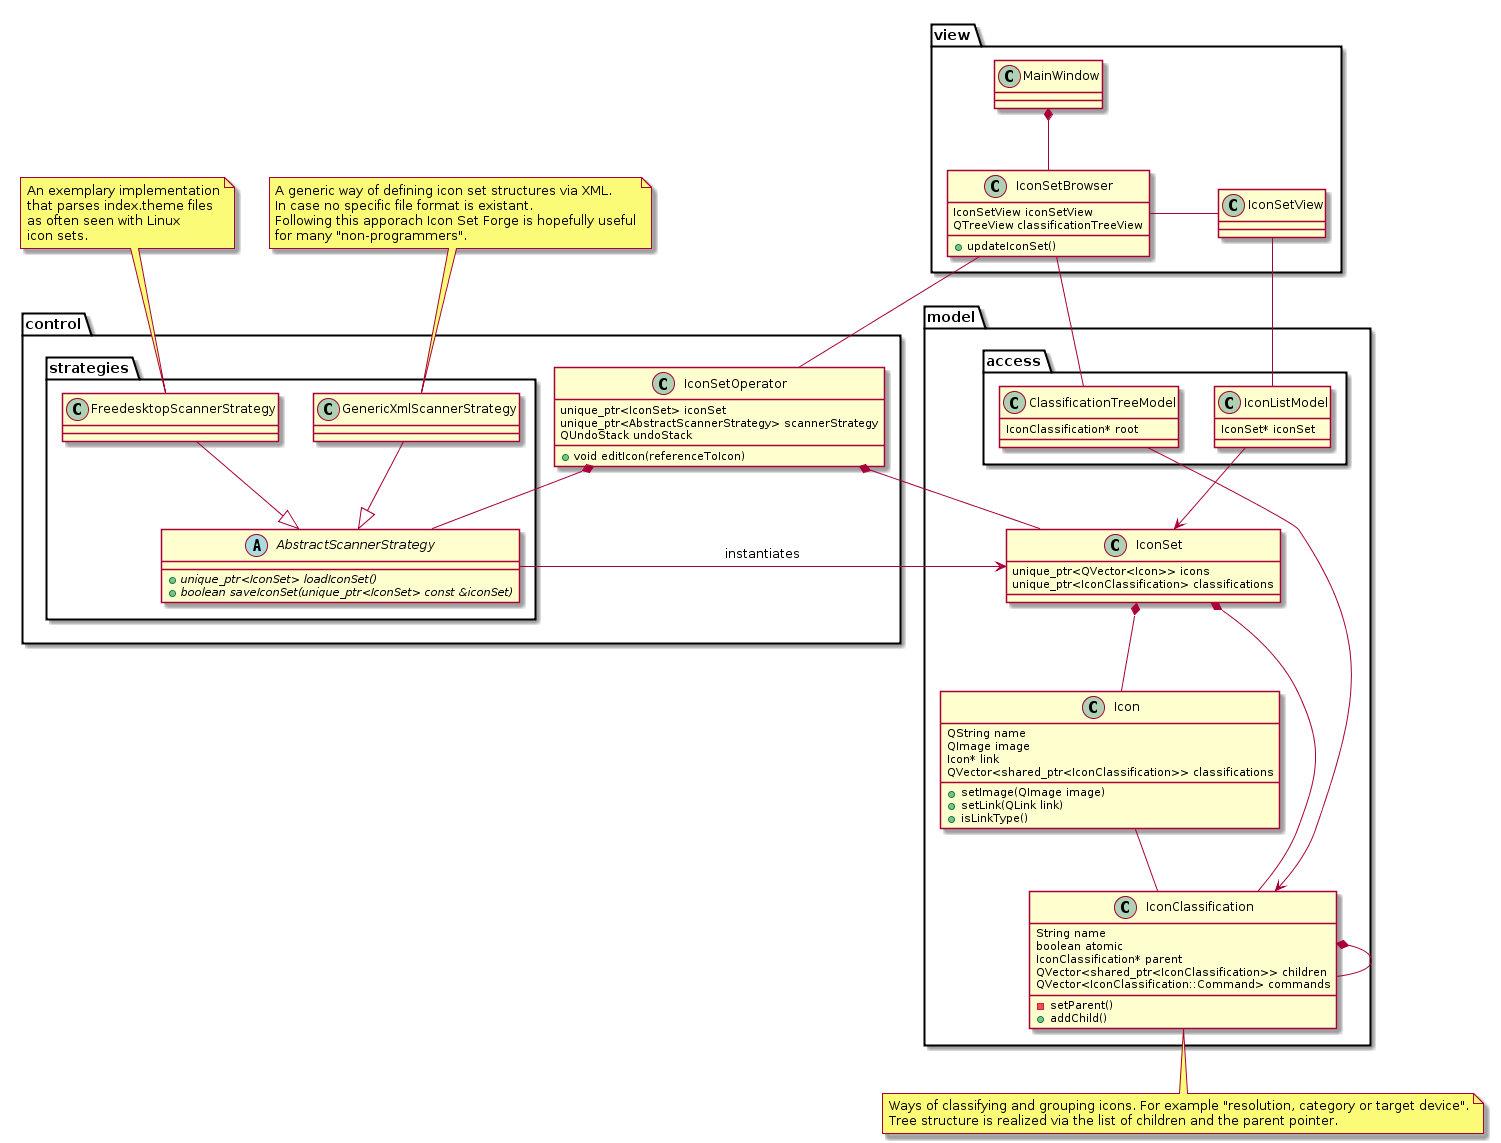 view
C MainWindow
C IconSetBrowser
IconSetView iconSetView
QTreeView classificationTreeView
updateIconSet()
C IconSetView
An exemplary implementation
that parses index.theme files
as often seen with Linux
icon sets.
A generic way of defining icon set structures via XML.
In case no specific file format is existant.
Following this apporach Icon Set Forge is hopefully useful
for many "non-programmers".
control
strategies
C FreedesktopScannerStrategy
C GenericXmlScannerStrategy
C IconSetOperator
unique_ptr<IconSet> iconSet
unique_ptr<AbstractScannerStrategy> scannerStrategy
QUndoStack undoStack
void editIcon(referenceToIcon)
A AbstractScannerStrategy
unique_ptr<IconSet> loadIconSet()
boolean saveIconSet(unique_ptr<IconSet> const &iconSet)
instantiates
model
access
C ClassificationTreeModel
IconClassification* root
C IconListModel
IconSet* iconSet
C IconSet
unique_ptr<QVector<Icon>> icons
unique_ptr<IconClassification> classifications
C Icon
QString name
QImage image
Icon* link
QVector<shared_ptr<IconClassification>> classifications
setImage(QImage image)
setLink(QLink link)
isLinkType()
C IconClassification
String name
boolean atomic
IconClassification* parent
QVector<shared_ptr<IconClassification>> children
QVector<IconClassification::Command> commands
setParent()
addChild()
Ways of classifying and grouping icons. For example "resolution, category or target device".
Tree structure is realized via the list of children and the parent pointer.